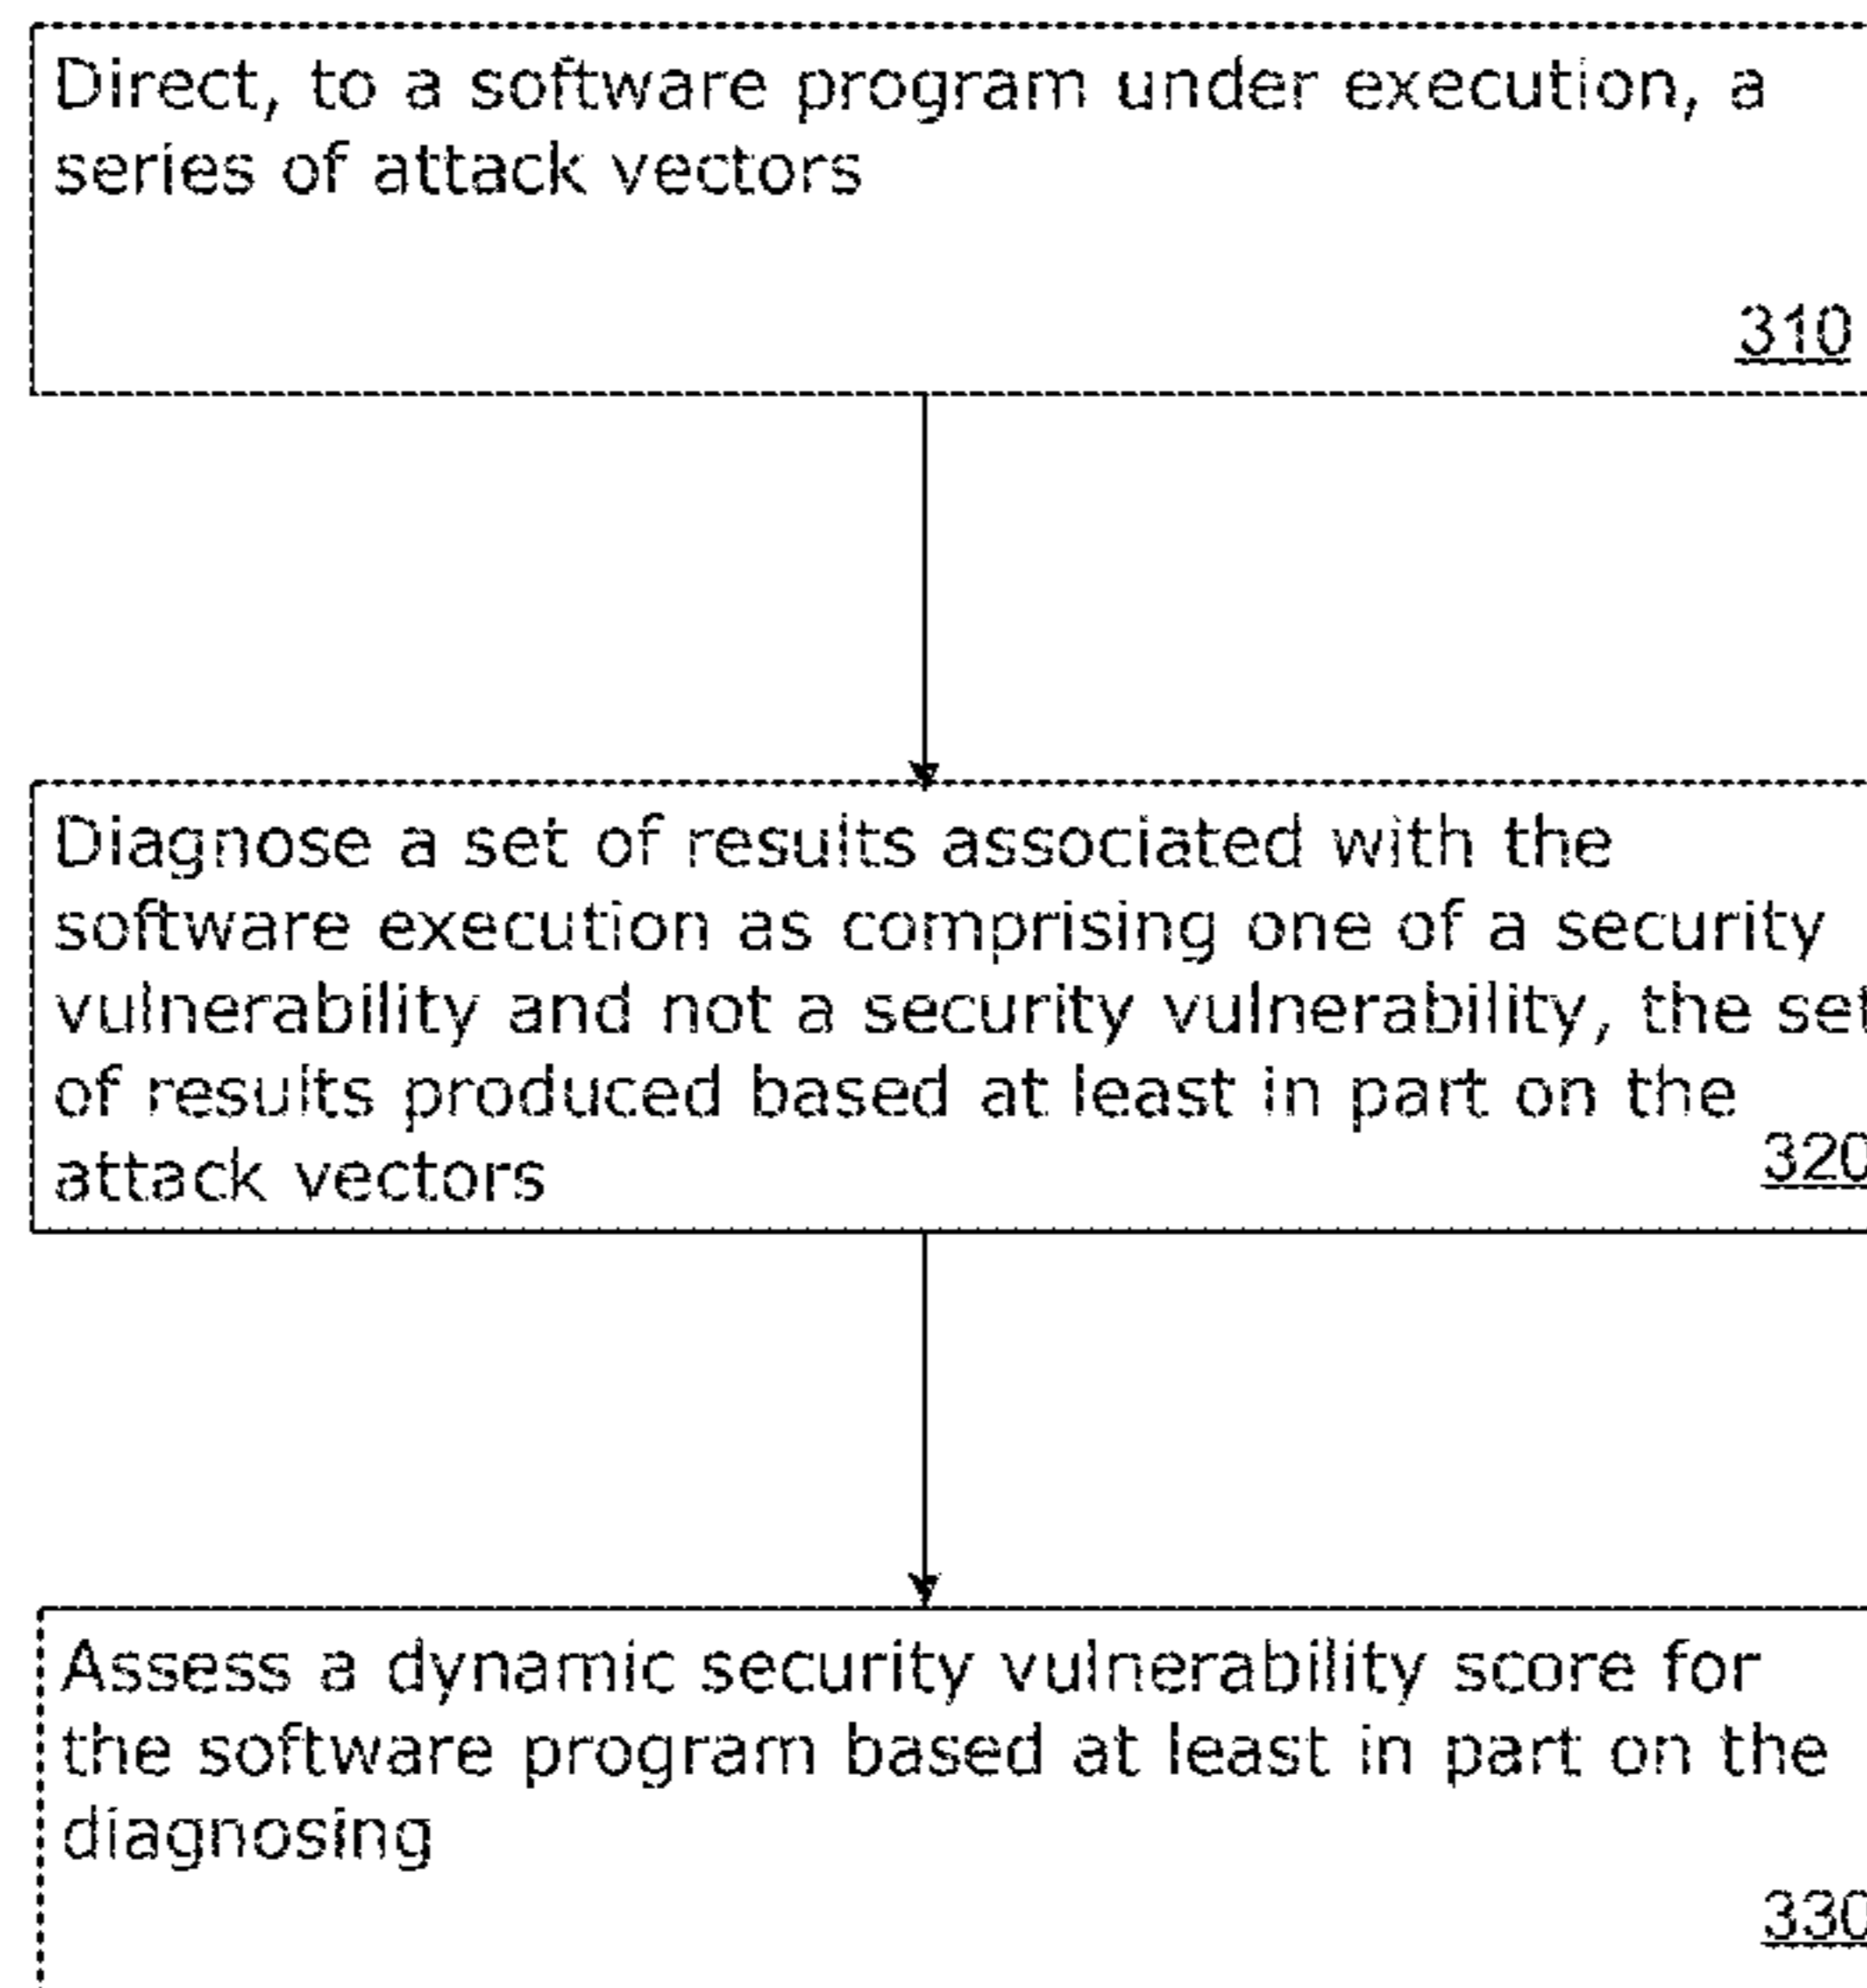 Direct, to a software program under execution, a
series of attack vectors
310
Diagnose a set of results associated with the
software execution as comprising one of a security
vulnerability and not a security vulnerability, the set
of results produced based at least in part on the
attack vectors
320
Assess a dynamic security vulnerability score for
the software program based at least in part on the
diagnosing
330